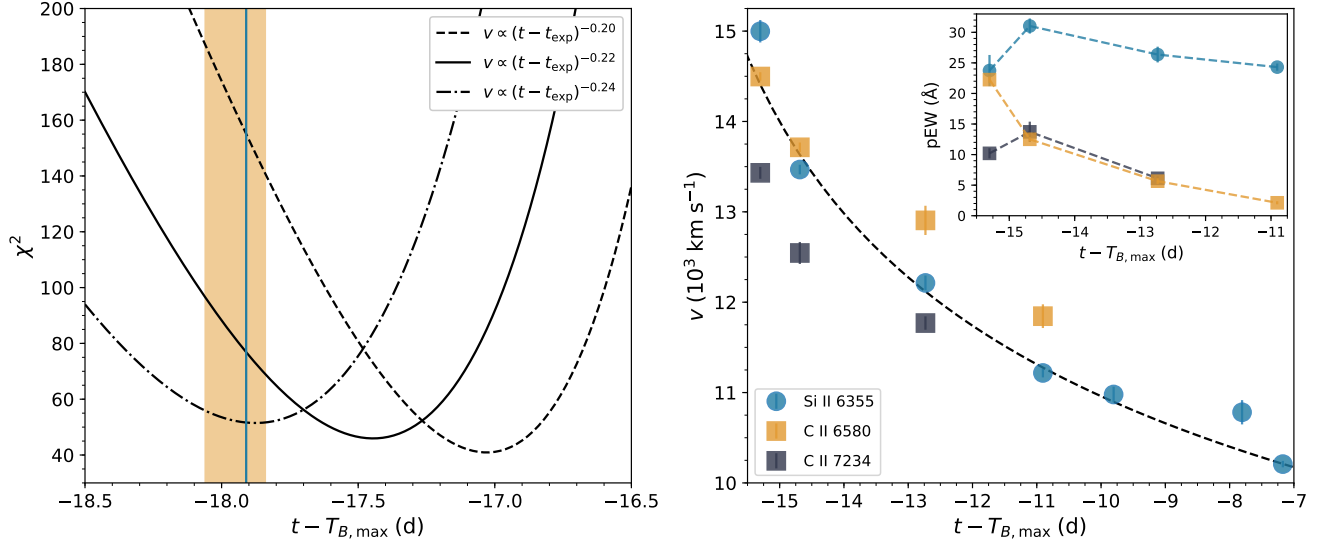 200
180
160
140
120
100
80
60
40
χ²
−18.5 −18.0 −17.5 −17.0 −16.5
t − T_{B, max} (d)
v ∝ (t − t_exp)^{−0.20}
v ∝ (t − t_exp)^{−0.22}
v ∝ (t − t_exp)^{−0.24}
15
14
13
12
11
10
v (10³ km s⁻¹)
−15 −14 −13 −12 −11 −10 −9 −8 −7
t − T_{B, max} (d)
Si II 6355
C II 6580
C II 7234
30
25
20
15
10
5
0
pEW (Å)
−15 −14 −13 −12 −11
t − T_{B, max} (d)